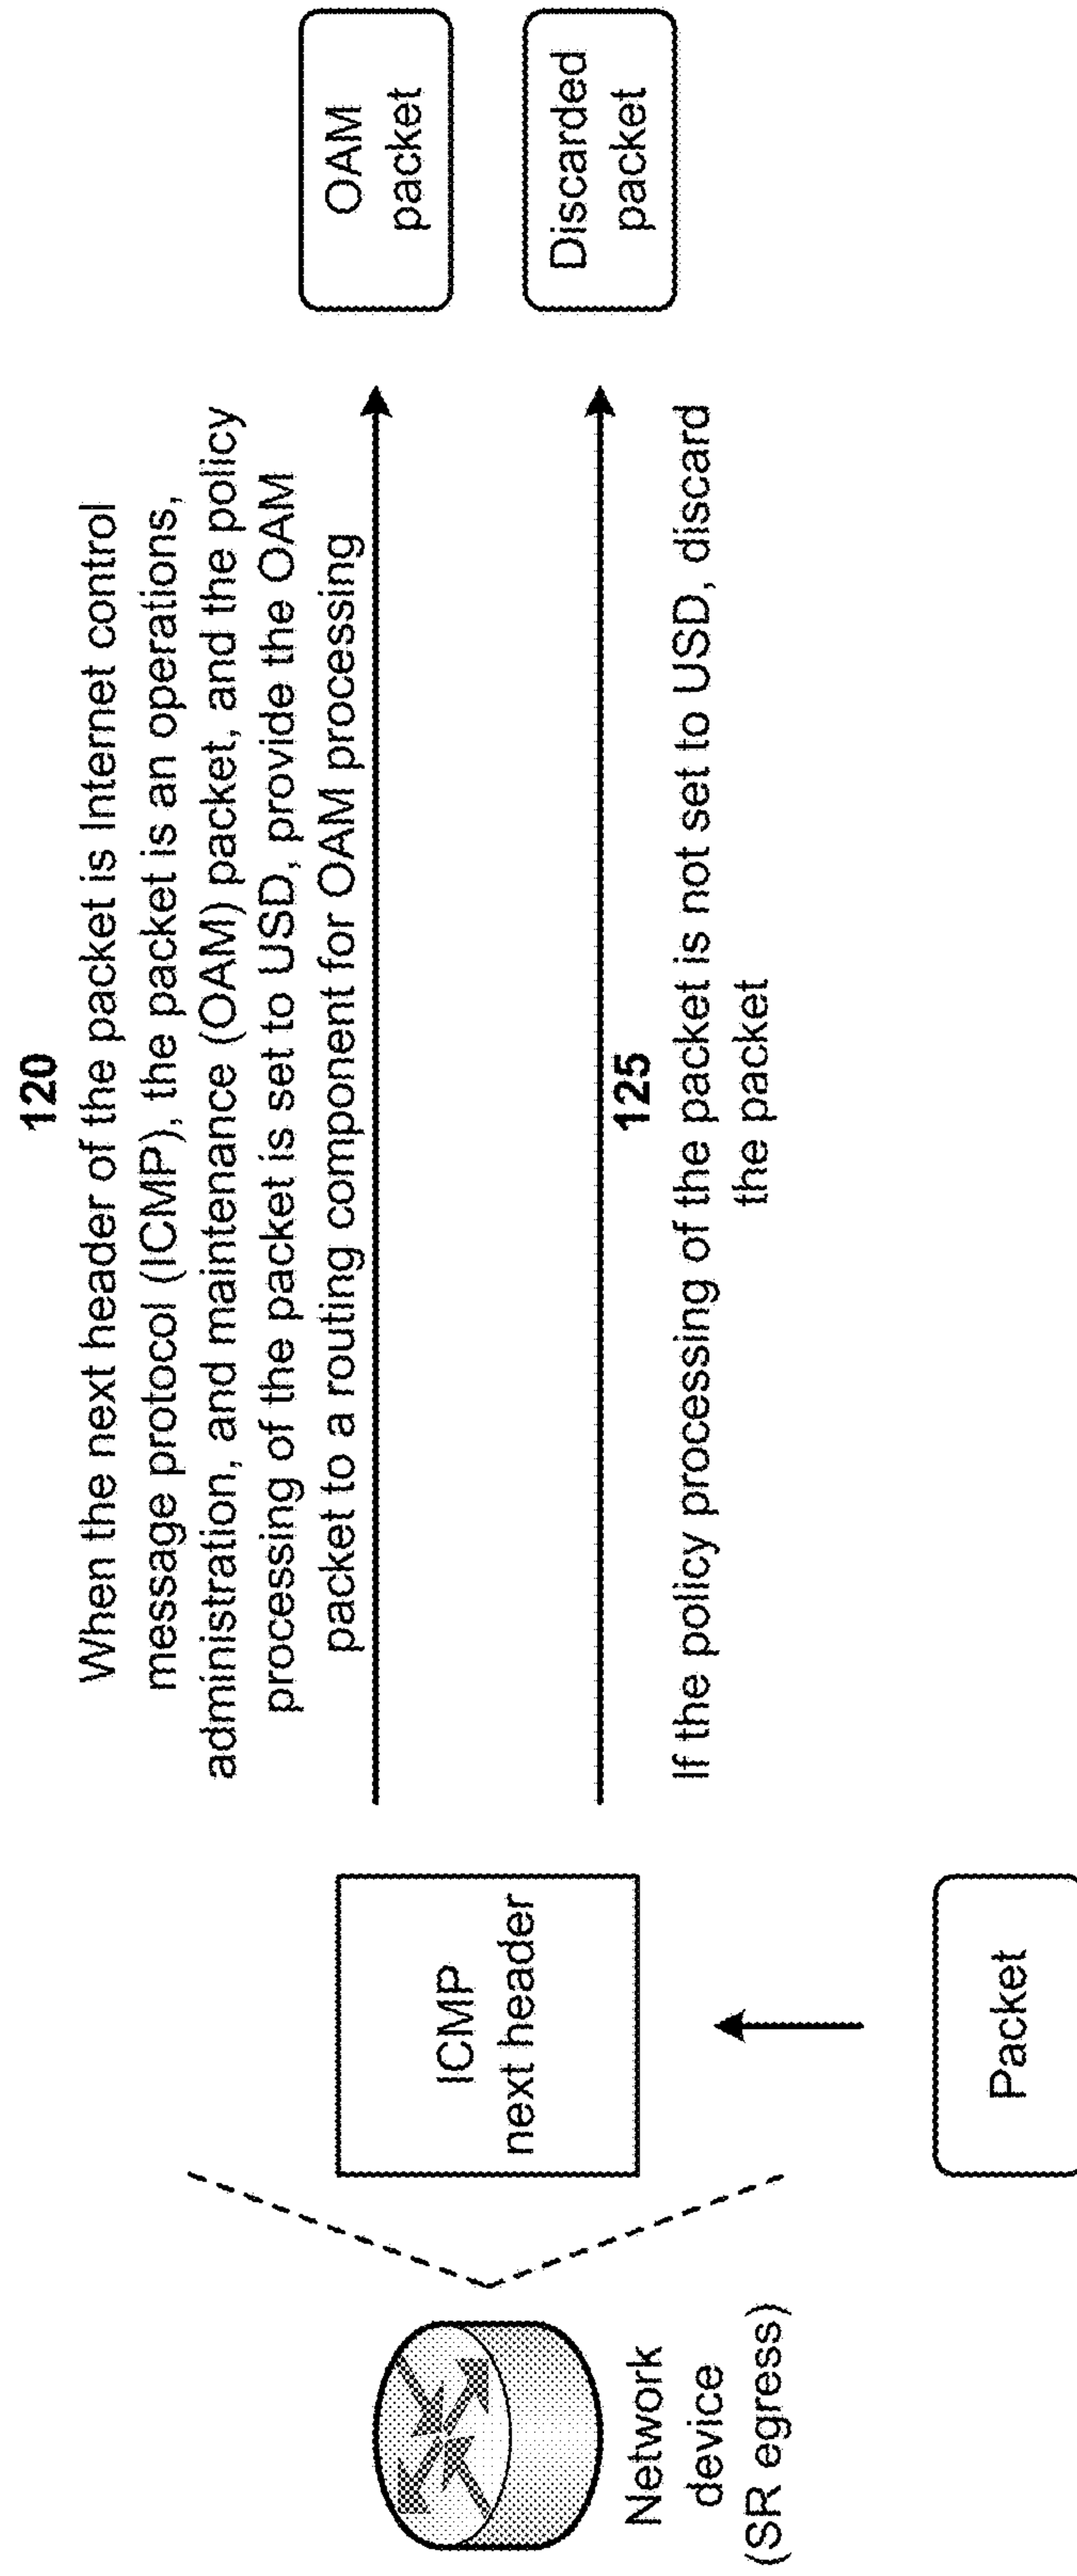 120
When the next header of the packet is Internet control
message protocol (ICMP), the packet is an operations,
administration, and maintenance (OAM) packet, and the policy
processing of the packet is set to USD, provide the OAM
packet to a routing component for OAM processing
OAM
packet
ICMP
next header
Network
device
(SR egress)
125
If the policy processing of the packet is not set to USD, discard
the packet
Discarded
packet
Packet